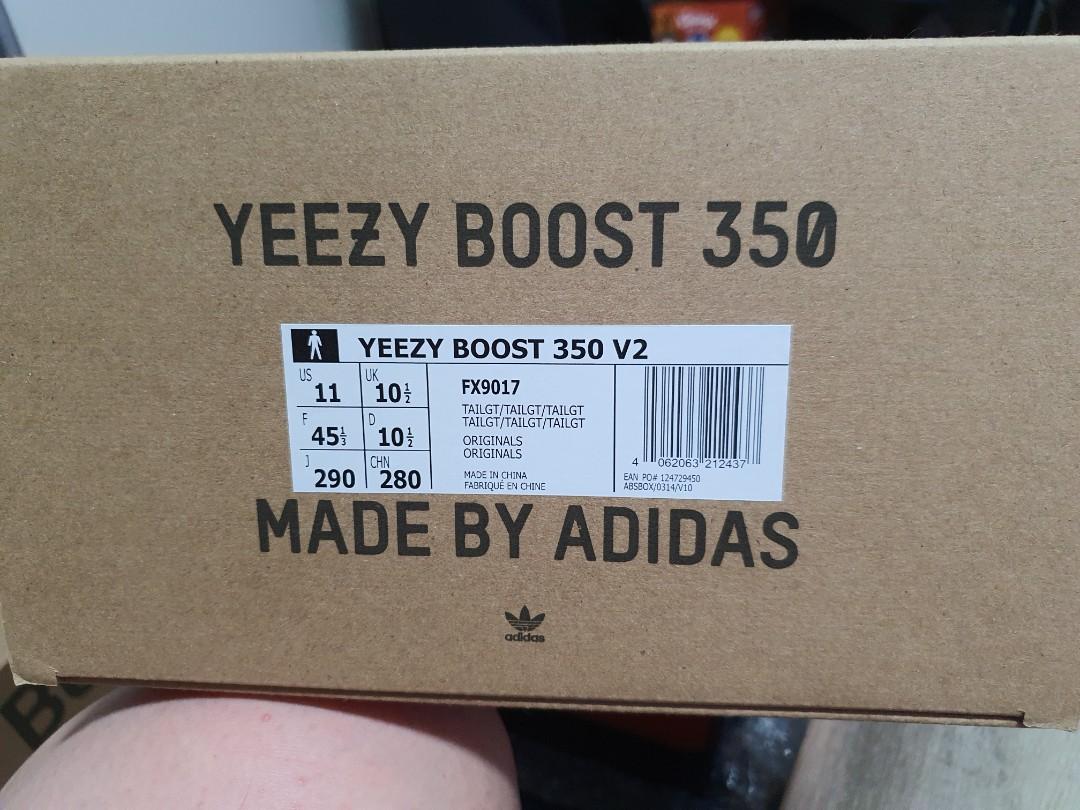 YEEZY BOOST 350
YEEZY BOOST 350 V2
US 11
UK 10½
F 45⅓
D 10½
J 290
CHN 280
FX9017
TAILGT/TAILGT/TAILGT
TAILGT/TAILGT/TAILGT
ORIGINALS
ORIGINALS
MADE IN CHINA
FABRIQUÉ EN CHINE
4 062063 212437
EAN PO# 124729450
ABSBOX/0314/V10
MADE BY ADIDAS
adidas